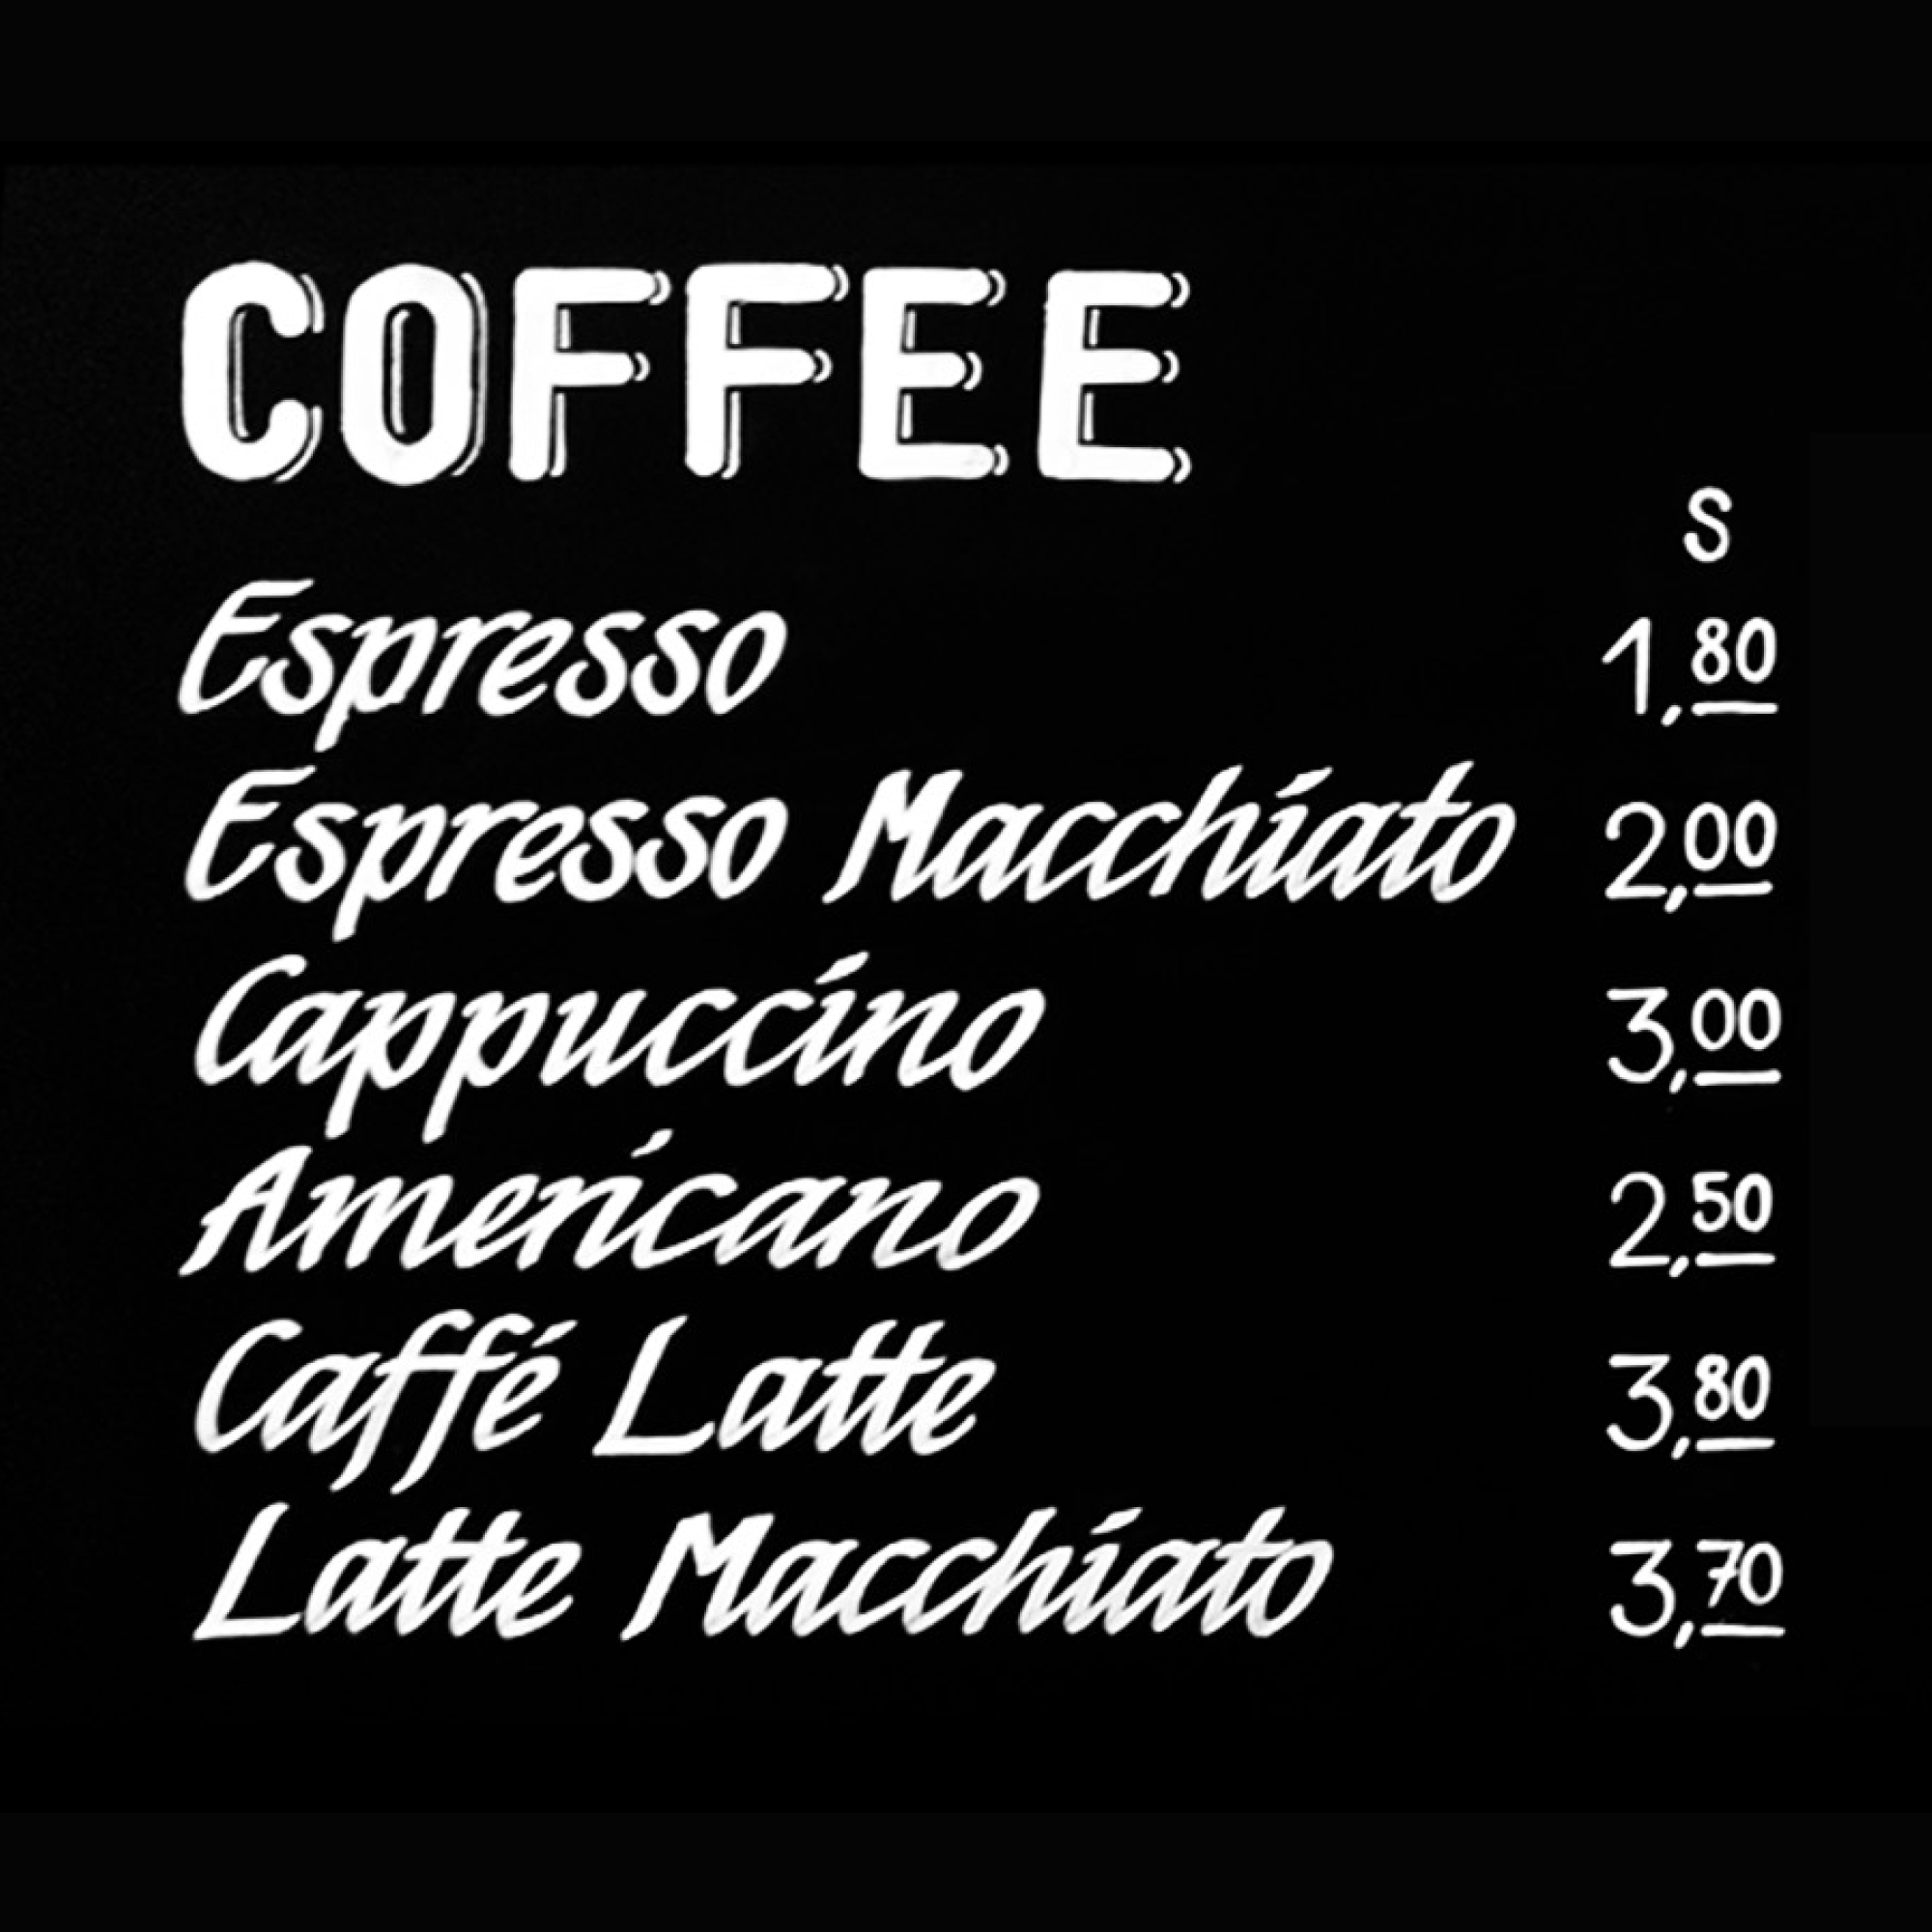 COFFEE
S
Espresso 1,80
Espresso Macchiato 2,00
Cappuccino 3,00
Americano 2,50
Caffé Latte 3,80
Latte Macchiato 3,70